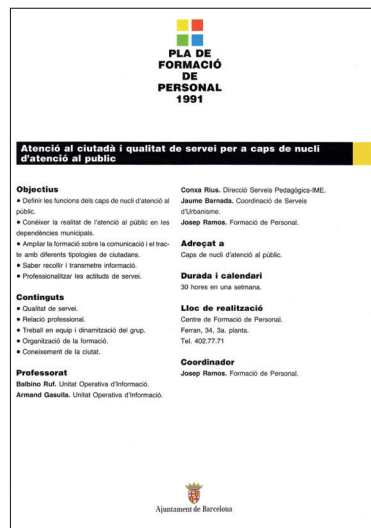 PLA DE
FORMACIÓ
DE
PERSONAL
1991
Atenció al ciutadà i qualitat de servei per a caps de nucli
d'atenció al public
Objectius
● Definir les funcions dels caps de nucli d'atenció al
públic.
● Conèixer la realitat de l'atenció al públic en les
dependències municipals.
● Ampliar la formació sobre la comunicació i el trac-
te amb diferents tipologies de ciutadans.
● Saber recollir i transmetre informació.
● Professionalitzar les actituds de servei.
Continguts
● Qualitat de servei.
● Relació professional.
● Treball en equip i dinamització del grup.
● Organització de la formació.
● Coneixement de la ciutat.
Professorat
Balbino Ruf. Unitat Operativa d'Informació.
Armand Gasulla. Unitat Operativa d'Informació.
Conxa Rius. Direcció Serveis Pedagògics-IME.
Jaume Barnada. Coordinació de Serveis
d'Urbanisme.
Josep Ramos. Formació de Personal.
Adreçat a
Caps de nucli d'atenció al públic.
Durada i calendari
30 hores en una setmana.
Lloc de realització
Centre de Formació de Personal.
Ferran, 34, 3a. planta.
Tel. 402.77.71
Coordinador
Josep Ramos. Formació de Personal.
Ajuntament de Barcelona